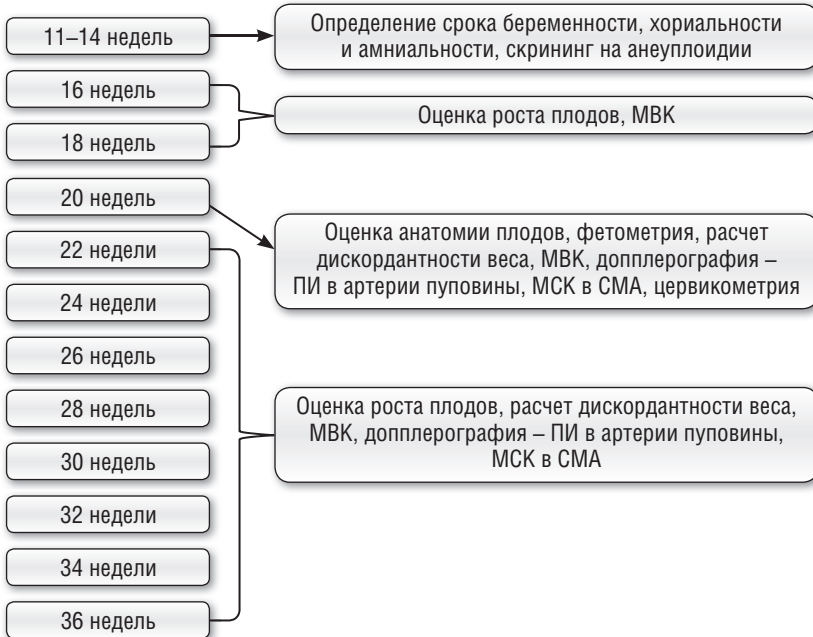 11–14 недель
Определение срока беременности, хориальности
и амниальности, скрининг на анеуплоидии
16 недель
18 недель
Оценка роста плодов, МВК
20 недель
Оценка анатомии плодов, фетометрия, расчет
дискордантности веса, МВК, допплерография –
ПИ в артерии пуповины, МСК в СМА, цервикометрия
22 недели
24 недели
26 недель
28 недель
30 недель
32 недели
34 недели
36 недель
Оценка роста плодов, расчет дискордантности веса,
МВК, допплерография – ПИ в артерии пуповины,
МСК в СМА